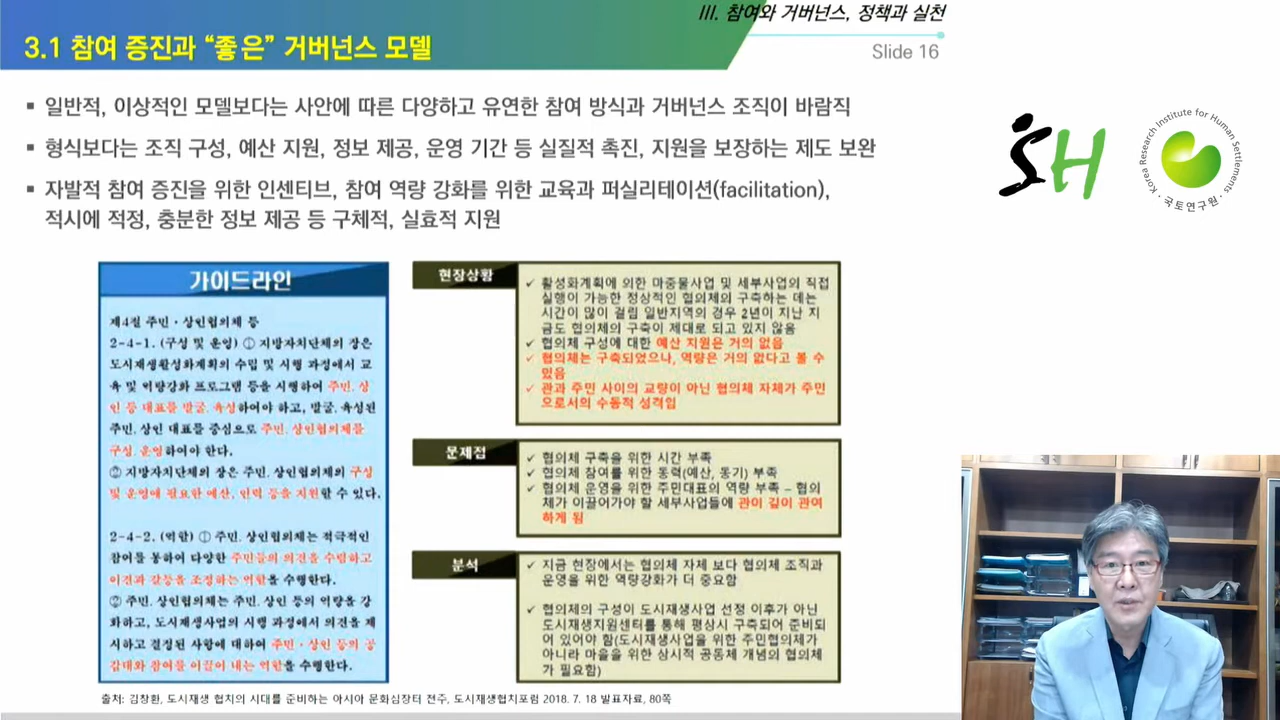 III. 참여와 거버넌스, 정책과 실천
3.1 참여 증진과 “좋은” 거버넌스 모델
Slide 16
▪ 일반적, 이상적인 모델보다는 사안에 따른 다양하고 유연한 참여 방식과 거버넌스 조직이 바람직
▪ 형식보다는 조직 구성, 예산 지원, 정보 제공, 운영 기간 등 실질적 촉진, 지원을 보장하는 제도 보완
▪ 자발적 참여 증진을 위한 인센티브, 참여 역량 강화를 위한 교육과 퍼실리테이션(facilitation),
적시에 적정, 충분한 정보 제공 등 구체적, 실효적 지원
SH
Korea Research Institute for Human Settlements
· 국토연구원 ·
가이드라인
제4절 주민·상인협의체 등
2-4-1. (구성 및 운영) ① 지방자치단체의 장은
도시재생활성화계획의 수립 및 시행 과정에서 교
육 및 역량강화 프로그램 등을 시행하여 주민. 상
인 등 대표를 발굴. 육성하여야 하고, 발굴. 육성된
주민. 상인 대표를 중심으로 주민. 상인협의체를
구성. 운영하여야 한다.
② 지방자치단체의 장은 주민. 상인협의체의 구성
및 운영에 필요한 예산, 인력 등을 지원할 수 있다.
2-4-2. (역할) ① 주민. 상인협의체는 적극적인
참여를 통하여 다양한 주민들의 의견을 수렴하고
이견과 갈등을 조정하는 역할을 수행한다.
② 주민. 상인협의체는 주민. 상인 등의 역량을 강
화하고, 도시재생사업의 시행 과정에서 의견을 제
시하고 결정된 사항에 대하여 주민·상인 등의 공
감대와 참여를 이끌어 내는 역할을 수행한다.
현장상황
✓ 활성화계획에 의한 마중물사업 및 세부사업의 직접
실행이 가능한 정상적인 협의체의 구축하는 데는
시간이 많이 걸림 일반지역의 경우 2년이 지난 지
금도 협의체의 구축이 제대로 되고 있지 않음
✓ 협의체 구성에 대한 예산 지원은 거의 없음
✓ 협의체는 구축되었으나, 역량은 거의 없다고 볼 수
있음
✓ 관과 주민 사이의 교량이 아닌 협의체 자체가 주민
으로서의 수동적 성격임
문제점
✓ 협의체 구축을 위한 시간 부족
✓ 협의체 참여를 위한 동력(예산, 동기) 부족
✓ 협의체 운영을 위한 주민대표의 역량 부족 – 협의
체가 이끌어가야 할 세부사업들에 관이 깊이 관여
하게 됨
분석
✓ 지금 현장에서는 협의체 자체 보다 협의체 조직과
운영을 위한 역량강화가 더 중요함
✓ 협의체의 구성이 도시재생사업 선정 이후가 아닌
도시재생지원센터를 통해 평상시 구축되어 준비되
어 있어야 함(도시재생사업을 위한 주민협의체가
아니라 마을을 위한 상시적 공동체 개념의 협의체
가 필요함)
출처: 김창환, 도시재생 협치의 시대를 준비하는 아시아 문화심장터 전주, 도시재생협치포럼 2018. 7. 18 발표자료, 80쪽